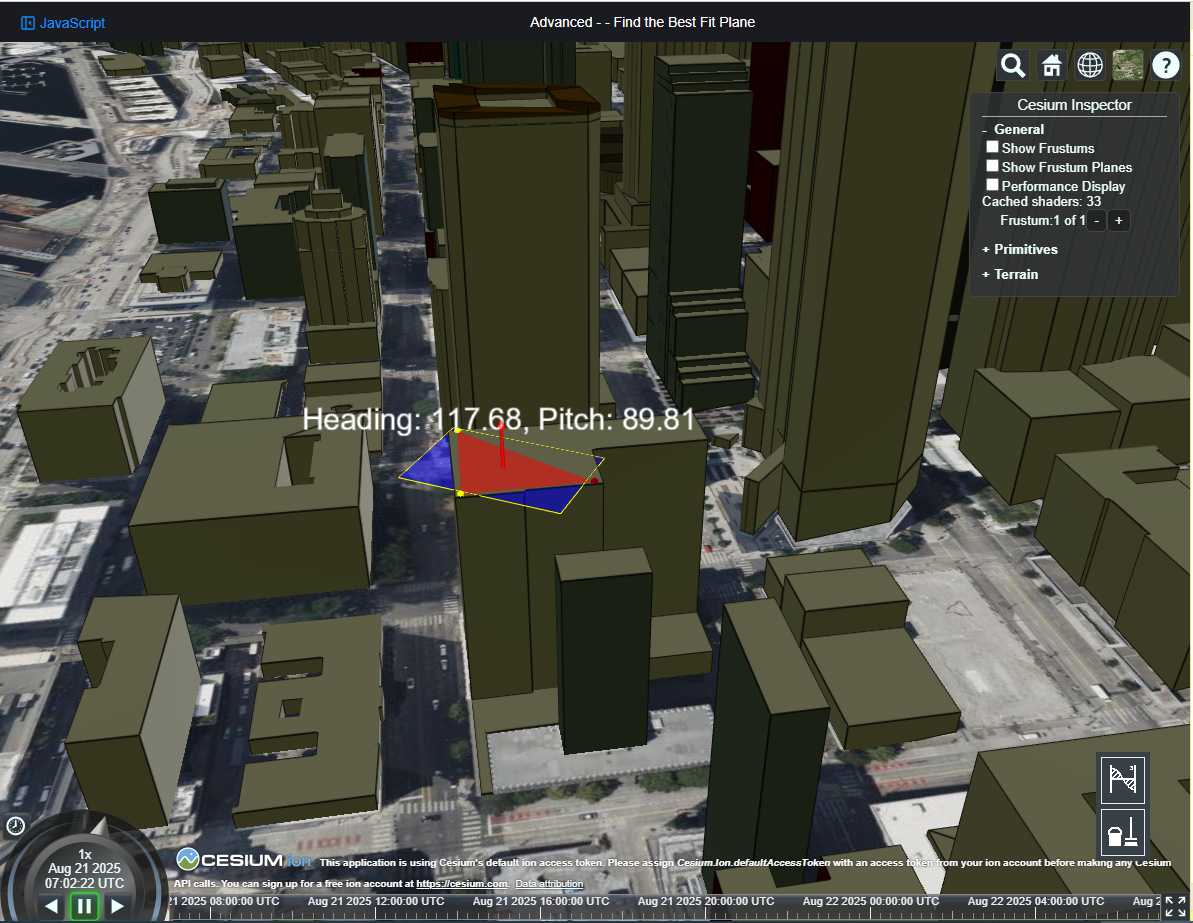 JavaScript
Advanced - - Find the Best Fit Plane
?
Cesium Inspector
- General
Show Frustums
Show Frustum Planes
Performance Display
Cached shaders: 33
Frustum:1 of 1 - +
+ Primitives
+ Terrain
Heading: 117.68, Pitch: 89.81
3
1x
Aug 21 2025
07:02:22 UTC
CESIUM ion This application is using Cesium's default ion access token. Please assign Cesium.Ion.defaultAccessToken with an access token from your ion account before making any Cesium
API calls. You can sign up for a free ion account at https://cesium.com. Data attribution
21 2025 08:00:00 UTC Aug 21 2025 12:00:00 UTC Aug 21 2025 16:00:00 UTC Aug 21 2025 20:00:00 UTC Aug 22 2025 00:00:00 UTC Aug 22 2025 04:00:00 UTC Aug 2